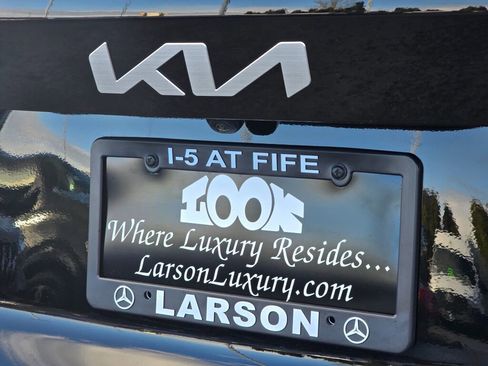 KIA
I-5 AT FIFE
LOOK
Where Luxury Resides...
LarsonLuxury.com
LARSON